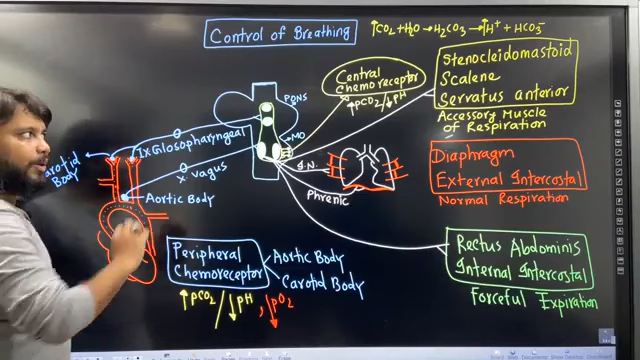 Control of Breathing
↑CO2 + H2O → H2CO3 → ↑H+ + HCO3-
Stenocleidomastoid
Scalene
Serratus anterior
Accessory Muscle
of Respiration
Central
Chemoreceptor
↑PCO2/↓PH
PONS
MO
IX Glosopharyngeal
X vagus
arotid
Body
Aortic Body
I.N.
Phrenic
Diaphragm
External Intercostal
Normal Respiration
Peripheral
Chemoreceptor
Aortic Body
Carotid Body
↑PCO2/↓PH, ↓PO2
Rectus Abdominis
Internal Intercostal
Forceful Expiration